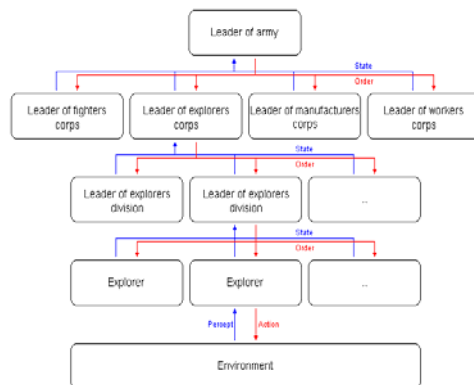 Leader of army
State
Order
Leader of fighters
corps
Leader of explorers
corps
Leader of manufacturers
corps
Leader of workers
corps
State
Order
Leader of explorers
division
Leader of explorers
division
...
State
Order
Explorer
Explorer
...
Percept
Action
Environment